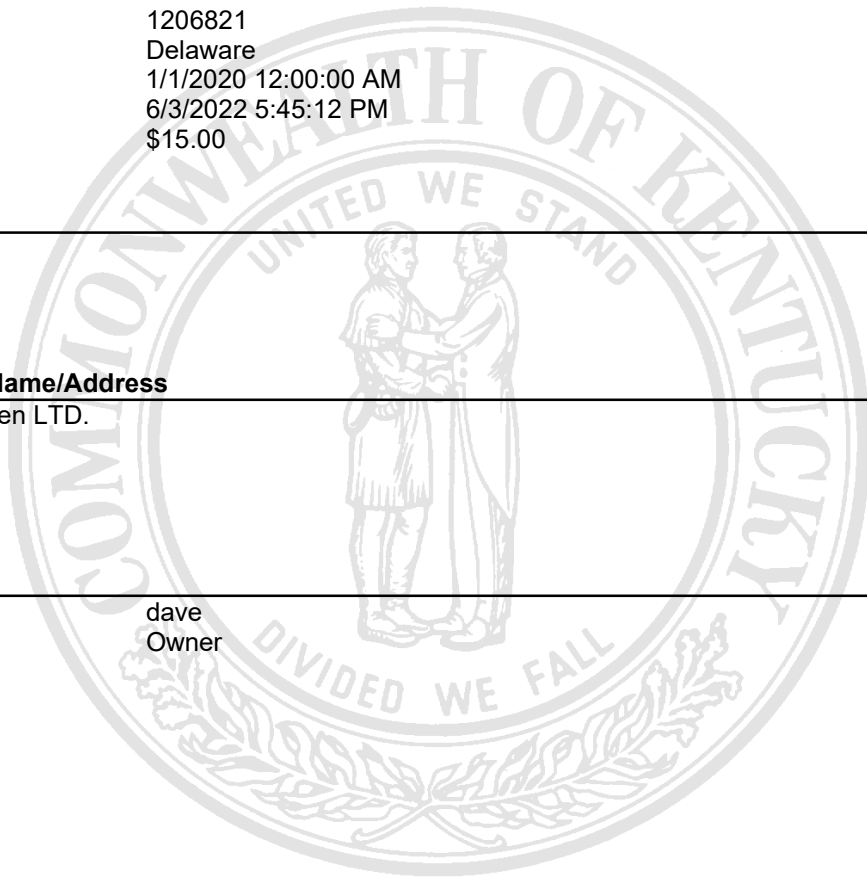 1206821
Delaware
1/1/2020 12:00:00 AM
6/3/2022 5:45:12 PM
$15.00
COMMONWEALTH OF KENTUCKY
UNITED WE STAND
Name/Address
en LTD.
dave
Owner
DIVIDED WE FALL